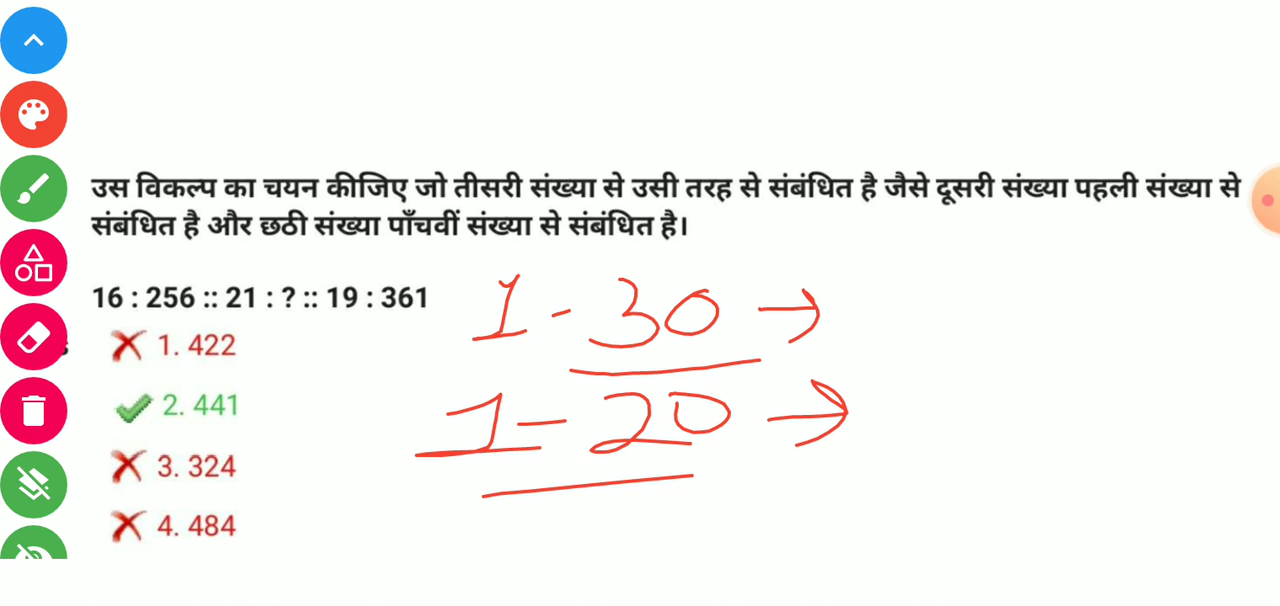 उस विकल्प का चयन कीजिए जो तीसरी संख्या से उसी तरह से संबंधित है जैसे दूसरी संख्या पहली संख्या से
संबंधित है और छठी संख्या पाँचवीं संख्या से संबंधित है।
16 : 256 :: 21 : ? :: 19 : 361
1. 422
2. 441
3. 324
4. 484
1 - 30 →
1 - 20 →